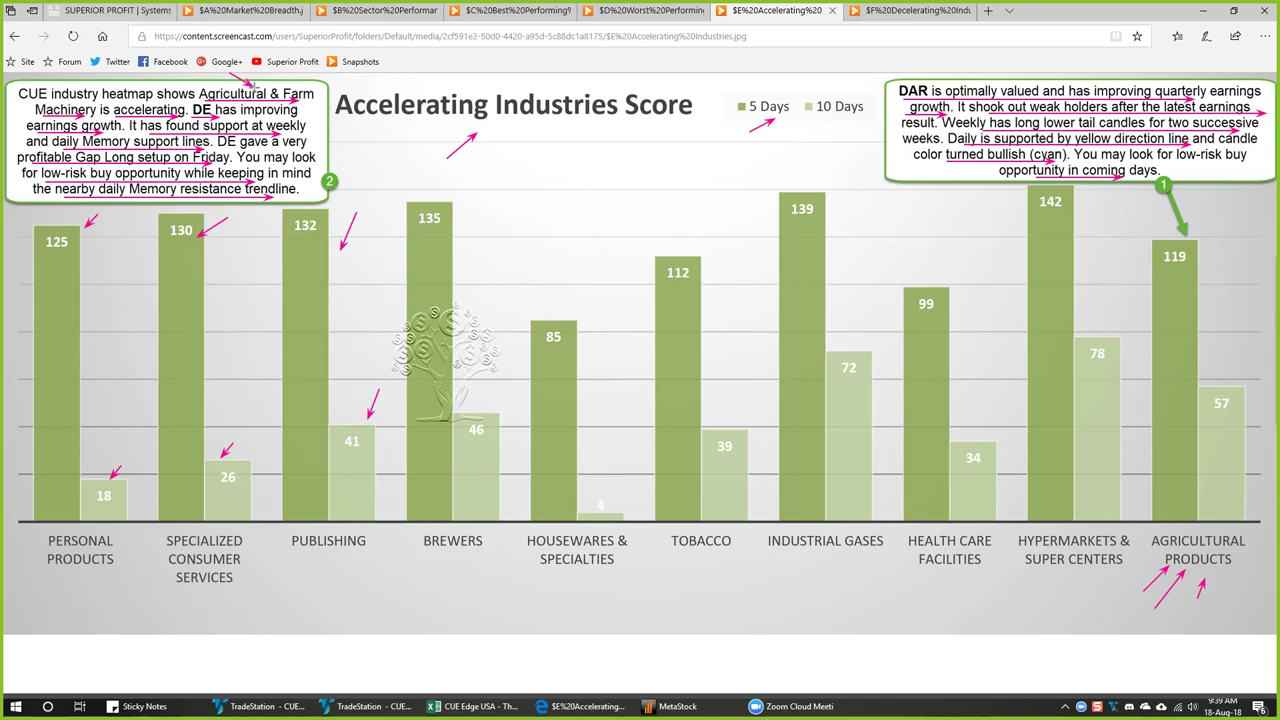 SUPERIOR PROFIT | Systems
$A%20Market%20Breadth.j
$B%20Sector%20Performar
$C%20Best%20Performing%
$D%20Worst%20Performing
$E%20Accelerating%20
$F%20Decelerating%20Ind
https://content.screencast.com/users/SuperiorProfit/folders/Default/media/2cf591e2-50d0-4420-a95d-5c88dc1a8175/$E%20Accelerating%20Industries.jpg
Site
Forum
Twitter
Facebook
Google+
Superior Profit
Snapshots
CUE industry heatmap shows Agricultural & Farm
Machinery is accelerating. DE has improving
earnings growth. It has found support at weekly
and daily Memory support lines. DE gave a very
profitable Gap Long setup on Friday. You may look
for low-risk buy opportunity while keeping in mind
the nearby daily Memory resistance trendline.
2
Accelerating Industries Score
5 Days
10 Days
DAR is optimally valued and has improving quarterly earnings
growth. It shook out weak holders after the latest earnings
result. Weekly has long lower tail candles for two successive
weeks. Daily is supported by yellow direction line and candle
color turned bullish (cyan). You may look for low-risk buy
opportunity in coming days.
1
125
18
130
26
132
41
135
46
85
4
112
39
139
72
99
34
142
78
119
57
PERSONAL
PRODUCTS
SPECIALIZED
CONSUMER
SERVICES
PUBLISHING
BREWERS
HOUSEWARES &
SPECIALTIES
TOBACCO
INDUSTRIAL GASES
HEALTH CARE
FACILITIES
HYPERMARKETS &
SUPER CENTERS
AGRICULTURAL
PRODUCTS
Sticky Notes
TradeStation - CUE...
TradeStation - CUE...
CUE Edge USA - Th...
$E%20Accelerating...
MetaStock
Zoom Cloud Meeti
9:39 AM
18-Aug-18